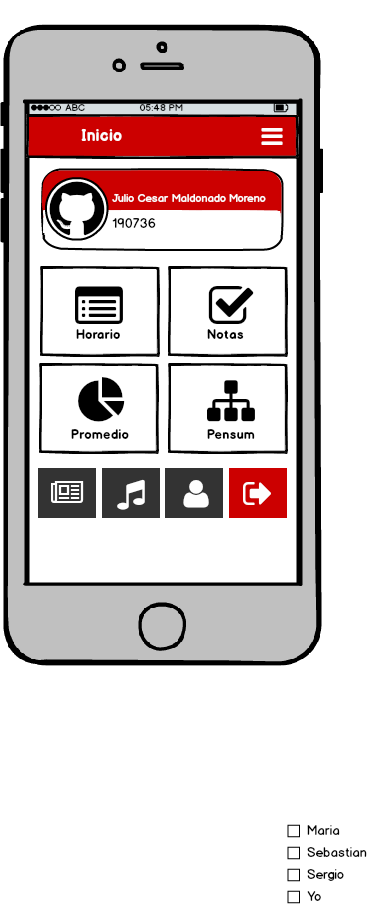 ABC 05:48 PM
Inicio
Julio Cesar Maldonado Moreno
190736
Horario Notas
Promedio Pensum
Maria
Sebastian
Sergio
Yo